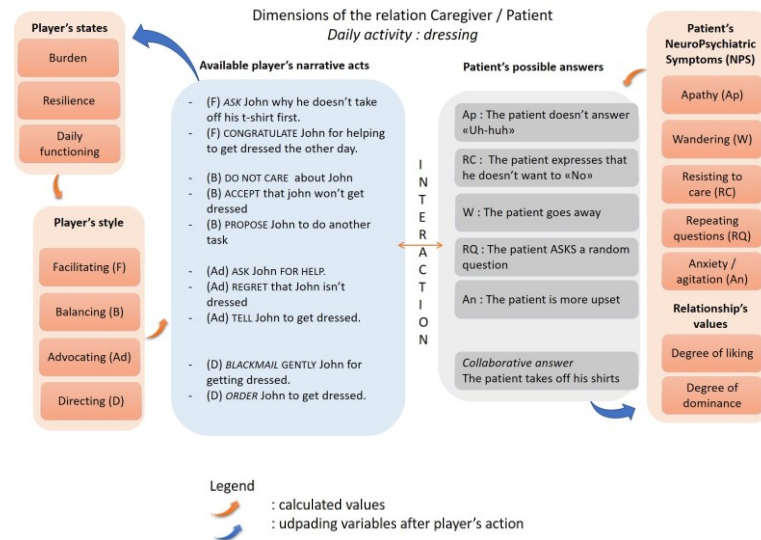 Dimensions of the relation Caregiver / Patient
Daily activity : dressing
Player's states
Burden
Resilience
Daily
functioning
Player's style
Facilitating (F)
Balancing (B)
Advocating (Ad)
Directing (D)
Available player's narrative acts
- (F) ASK John why he doesn't take
off his t-shirt first.
- (F) CONGRATULATE John for helping
to get dressed the other day.
- (B) DO NOT CARE about John
- (B) ACCEPT that john won't get
dressed
- (B) PROPOSE John to do another
task
- (Ad) ASK John FOR HELP.
- (Ad) REGRET that John isn't
dressed
- (Ad) TELL John to get dressed.
- (D) BLACKMAIL GENTLY John for
getting dressed.
- (D) ORDER John to get dressed.
INTERACTION
Patient's possible answers
Ap : The patient doesn't answer
«Uh-huh»
RC : The patient expresses that
he doesn't want to «No»
W : The patient goes away
RQ : The patient ASKS a random
question
An : The patient is more upset
Collaborative answer
The patient takes off his shirts
Patient's
NeuroPsychiatric
Symptoms (NPS)
Apathy (Ap)
Wandering (W)
Resisting to
care (RC)
Repeating
questions (RQ)
Anxiety /
agitation (An)
Relationship's
values
Degree of liking
Degree of
dominance
Legend
: calculated values
: udpading variables after player's action